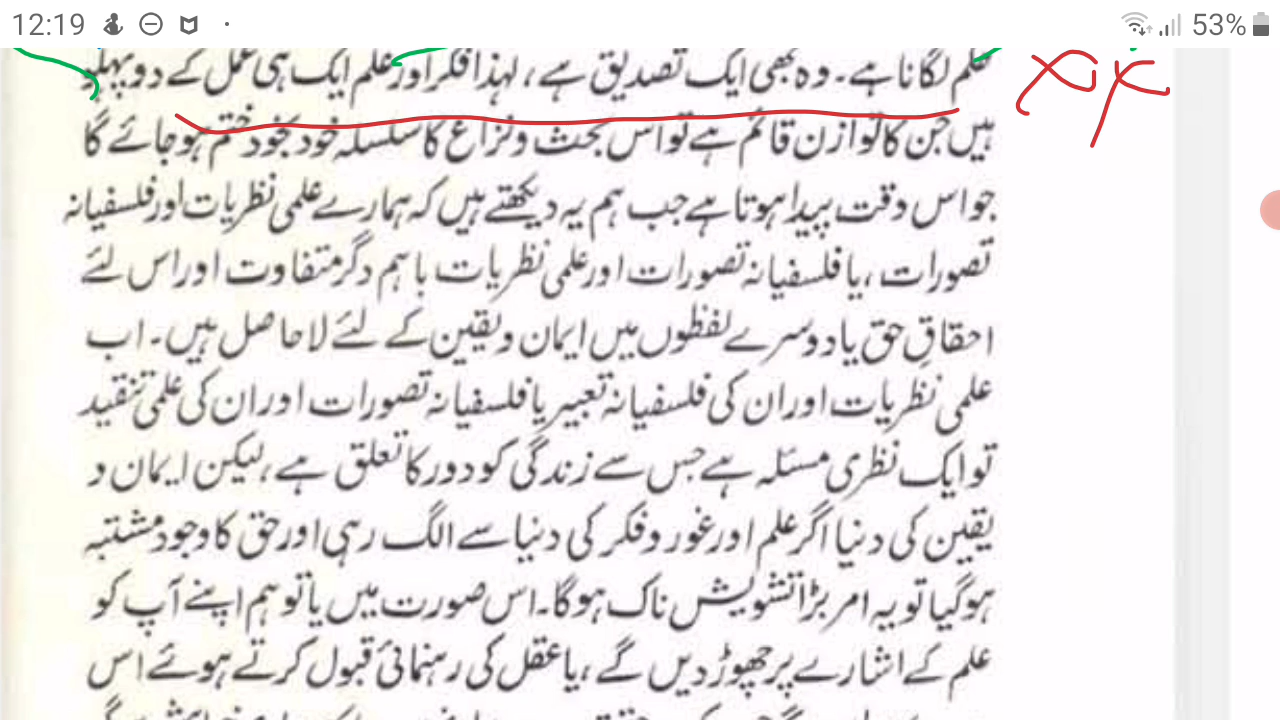 12:19 53%
حکم لگانا ہے۔ وہ بھی ایک تصدیق ہے، لہذا فکر اور علم ایک ہی عمل کے دو پہلو
ہیں جن کا توازن قائم ہے تو اس بحث و نزاع کا سلسلہ خود بخود ختم ہو جائے گا
جو اس وقت پیدا ہوتا ہے جب ہم یہ دیکھتے ہیں کہ ہمارے علمی نظریات اور فلسفیانہ
تصورات، یا فلسفیانہ تصورات اور علمی نظریات باہم دگر متفاوت اور اس لئے
احقاقِ حق یا دوسرے لفظوں میں ایمان و یقین کے لئے لا حاصل ہیں۔ اب
علمی نظریات اور ان کی فلسفیانہ تعبیر یا فلسفیانہ تصورات اور ان کی علمی تنقید
تو ایک نظری مسئلہ ہے جس سے زندگی کو دور کا تعلق ہے، لیکن ایمان و
یقین کی دنیا اگر علم اور غور و فکر کی دنیا سے الگ رہی اور حق کا وجود مشتبہ
ہو گیا تو یہ امر بڑا تشویش ناک ہوگا۔ اس صورت میں یا تو ہم اپنے آپ کو
علم کے اشارے پر چھوڑ دیں گے، یا عقل کی رہنمائی قبول کرتے ہوئے اس